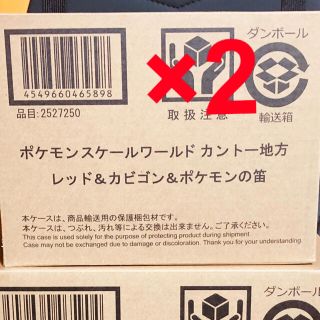 ダンボール
×2
4549660465898
品目:2527250
取扱注意
輸送箱
ポケモンスケールワールド カントー地方
レッド&カビゴン&ポケモンの笛
本ケースは、商品輸送用の保護梱包材です。
本ケースは、つぶれ、汚れ等による交換は出来ません。ご了承ください。
This case is used solely for the purpose of protecting product during shipment.
Case may not be exchanged due to damage or discoloration. Thank you for your understanding.
ダンボール